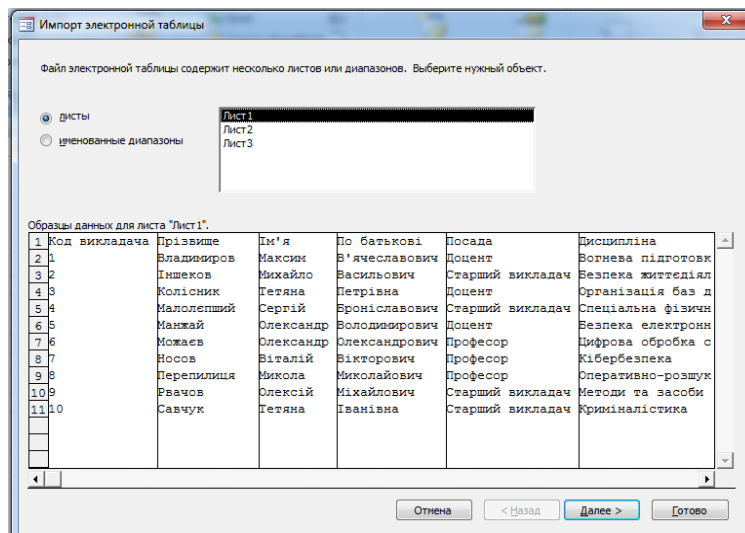 Импорт электронной таблицы
Файл электронной таблицы содержит несколько листов или диапазонов. Выберите нужный объект.
листы
именованные диапазоны
Лист1
Лист2
Лист3
Образцы данных для листа "Лист1".
1 Код викладача Прізвище Ім'я По батькові Посада Дисципліна
2 1 Владимиров Максим В'ячеславович Доцент Вогнева підготовк
3 2 Іншеков Михайло Васильович Старший викладач Безпека життєдіял
4 3 Колісник Тетяна Петрівна Доцент Організація баз д
5 4 Малолєпший Сергій Броніславович Старший викладач Спеціальна фізичн
6 5 Манжай Олександр Володимирович Доцент Безпека електронн
7 6 Можаєв Олександр Олександрович Професор Цифрова обробка с
8 7 Носов Віталій Вікторович Професор Кібербезпека
9 8 Перепилиця Микола Миколайович Професор Оперативно-розшук
10 9 Рвачов Олексій Міхайлович Старший викладач Методи та засоби
11 10 Савчук Тетяна Іванівна Старший викладач Криміналістика
Отмена < Назад Далее > Готово